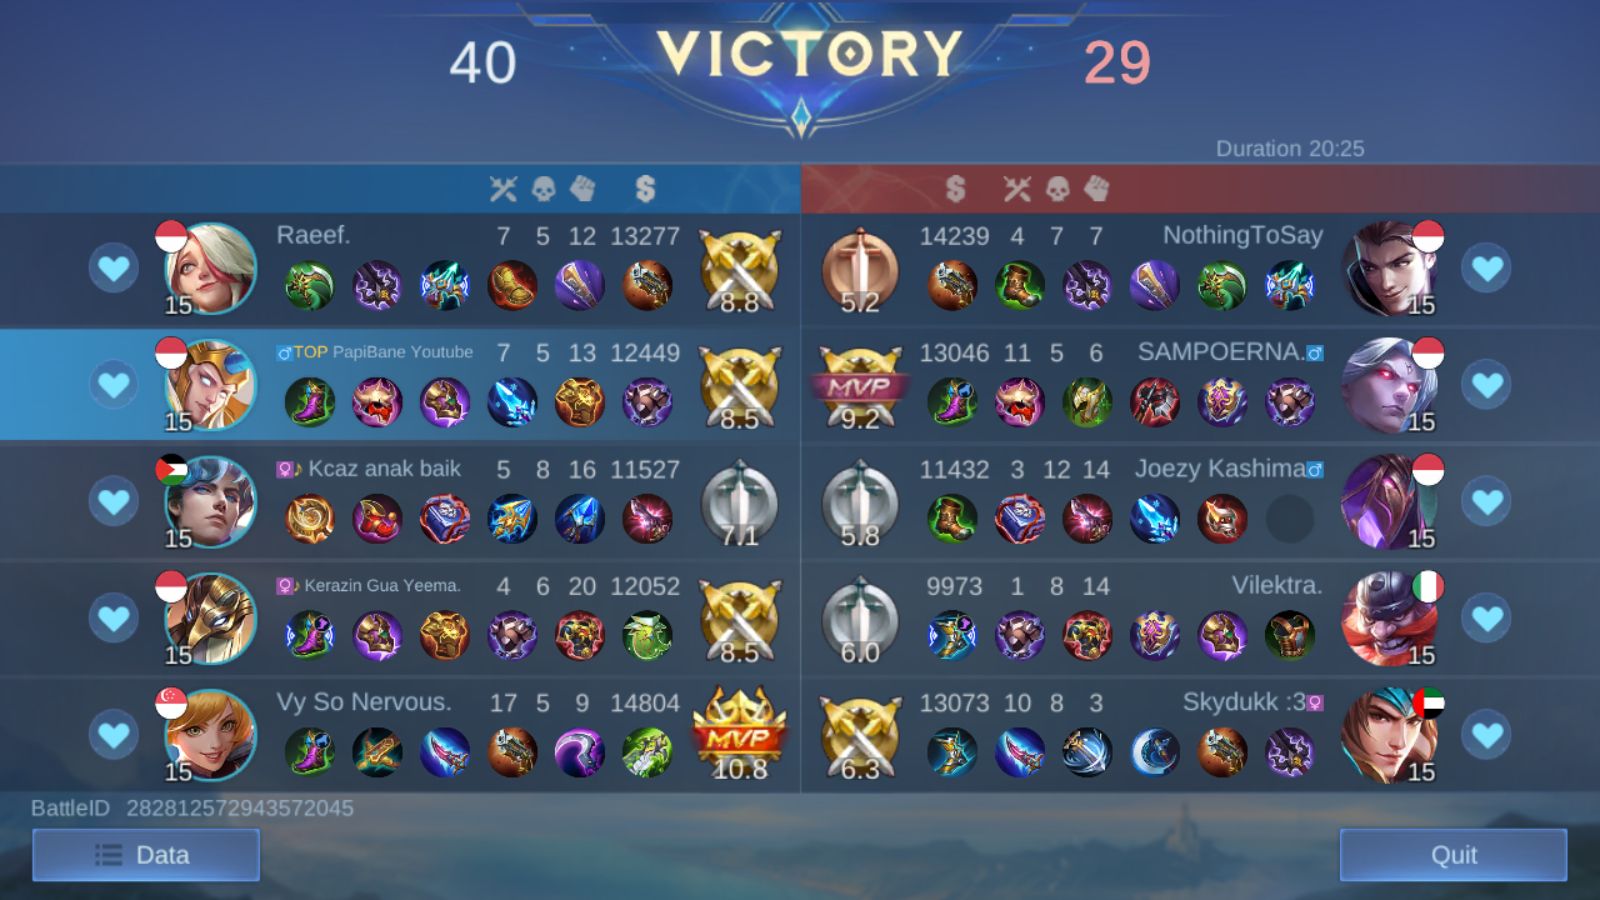 40 VICTORY 29
Duration 20:25
Raeef. 7 5 12 13277 8.8 15
5.2 14239 4 7 7 NothingToSay 15
TOP PapiBane Youtube 7 5 13 12449 8.5 15
MVP 9.2 13046 11 5 6 SAMPOERNA. 15
Kcaz anak baik 5 8 16 11527 7.1 15
5.8 11432 3 12 14 Joezy Kashima 15
Kerazin Gua Yeema. 4 6 20 12052 8.5 15
6.0 9973 1 8 14 Vilektra. 15
Vy So Nervous. 17 5 9 14804 MVP 10.8 15
6.3 13073 10 8 3 Skydukk :3 15
BattleID 282812572943572045
Data
Quit